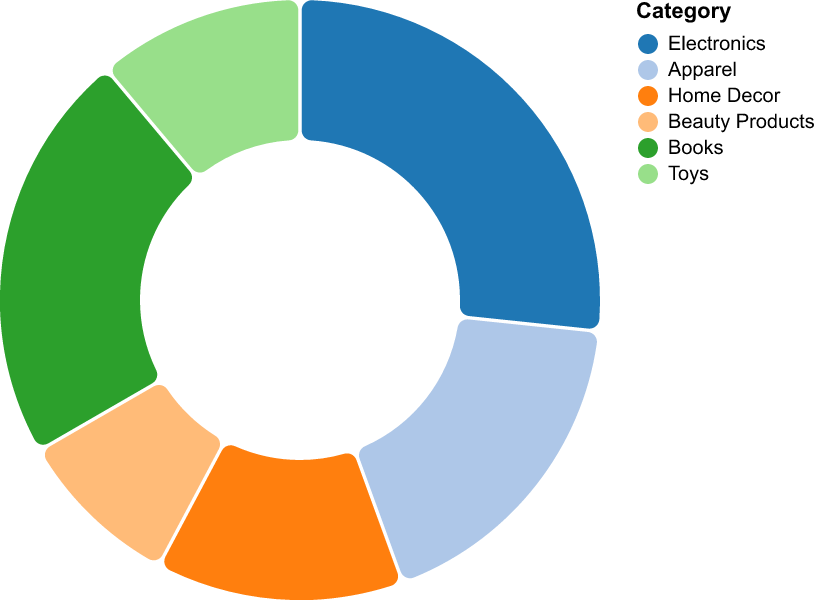 Category
Electronics
Apparel
Home Decor
Beauty Products
Books
Toys